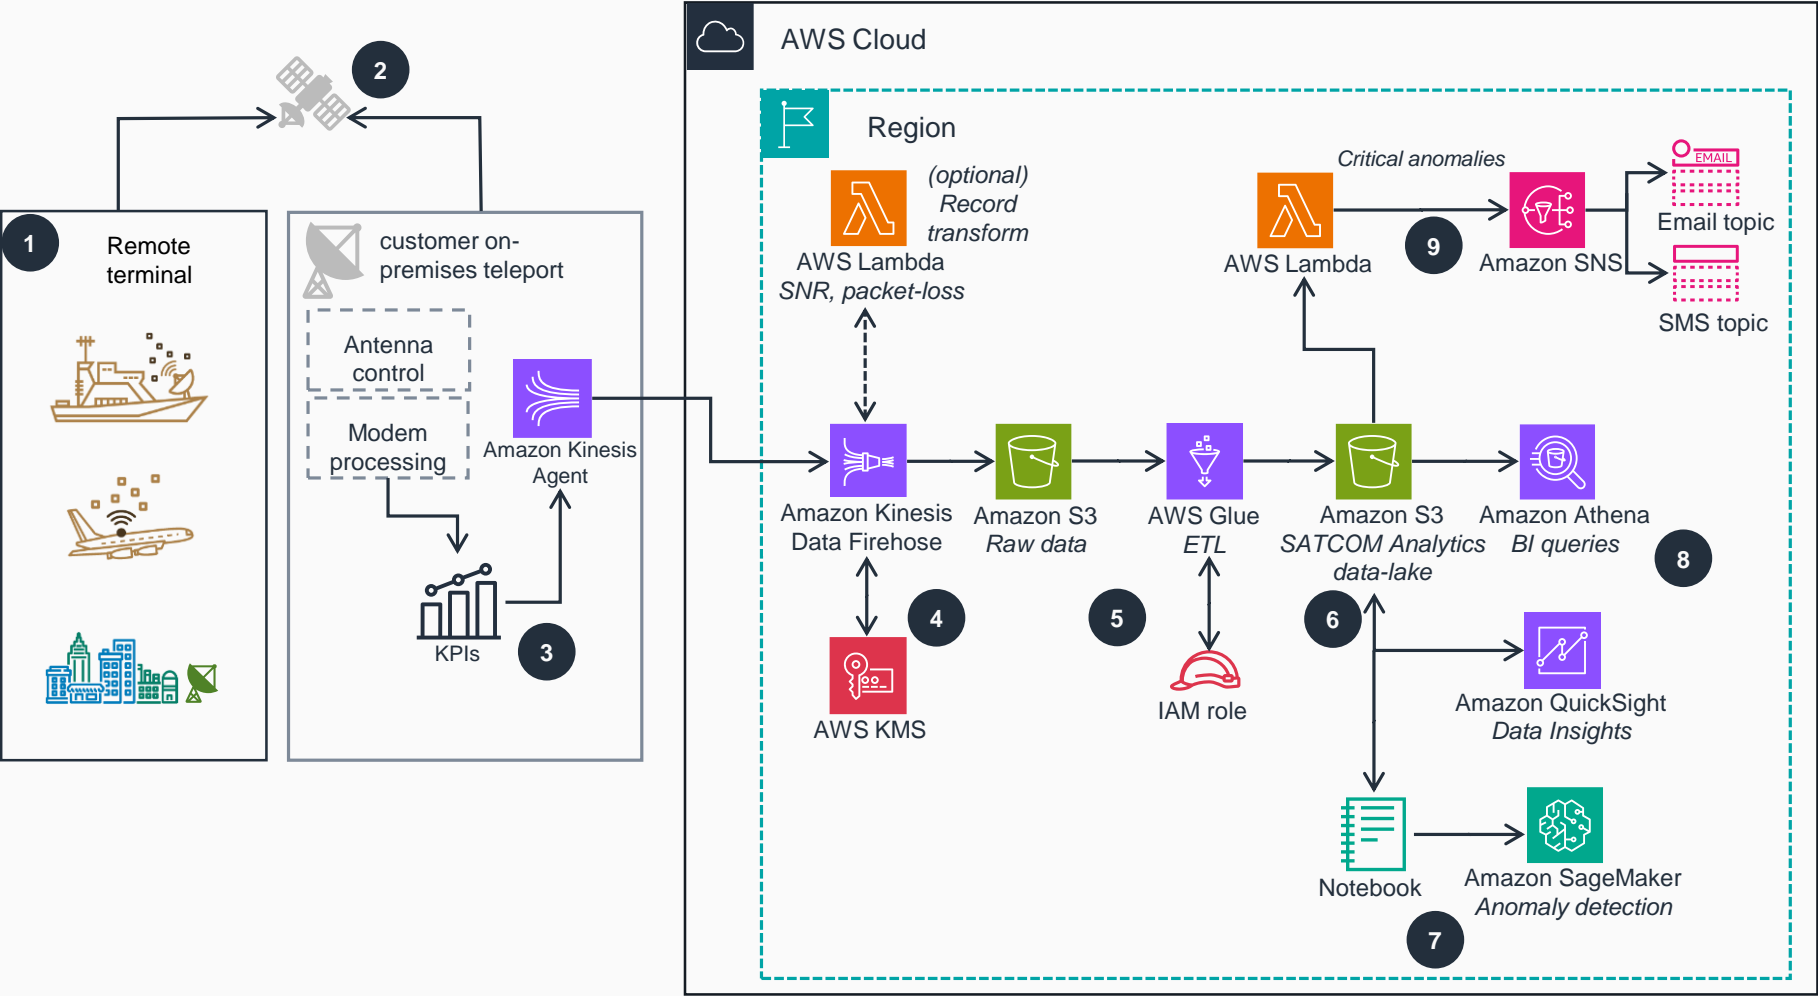 AWS Cloud
2
Region
1
Remote
terminal
customer on-
premises teleport
Antenna
control
Modem
processing
Amazon Kinesis
Agent
KPIs
3
(optional)
Record
transform
AWS Lambda
SNR, packet-loss
Amazon Kinesis
Data Firehose
4
AWS KMS
Amazon S3
Raw data
AWS Glue
ETL
5
IAM role
Amazon S3
SATCOM Analytics
data-lake
6
AWS Lambda
Critical anomalies
9
Amazon SNS
EMAIL
Email topic
SMS topic
Amazon Athena
BI queries
8
Amazon QuickSight
Data Insights
Notebook
Amazon SageMaker
Anomaly detection
7